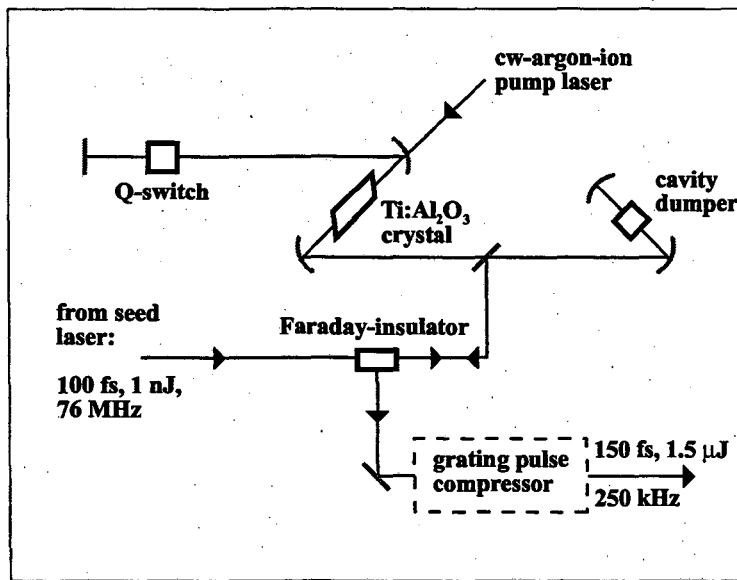 cw-argon-ion
pump laser
Q-switch
Ti:Al₂O₃
crystal
cavity
dumper
from seed
laser:
Faraday-insulator
100 fs, 1 nJ,
76 MHz
grating pulse
compressor
150 fs, 1.5 μJ
250 kHz